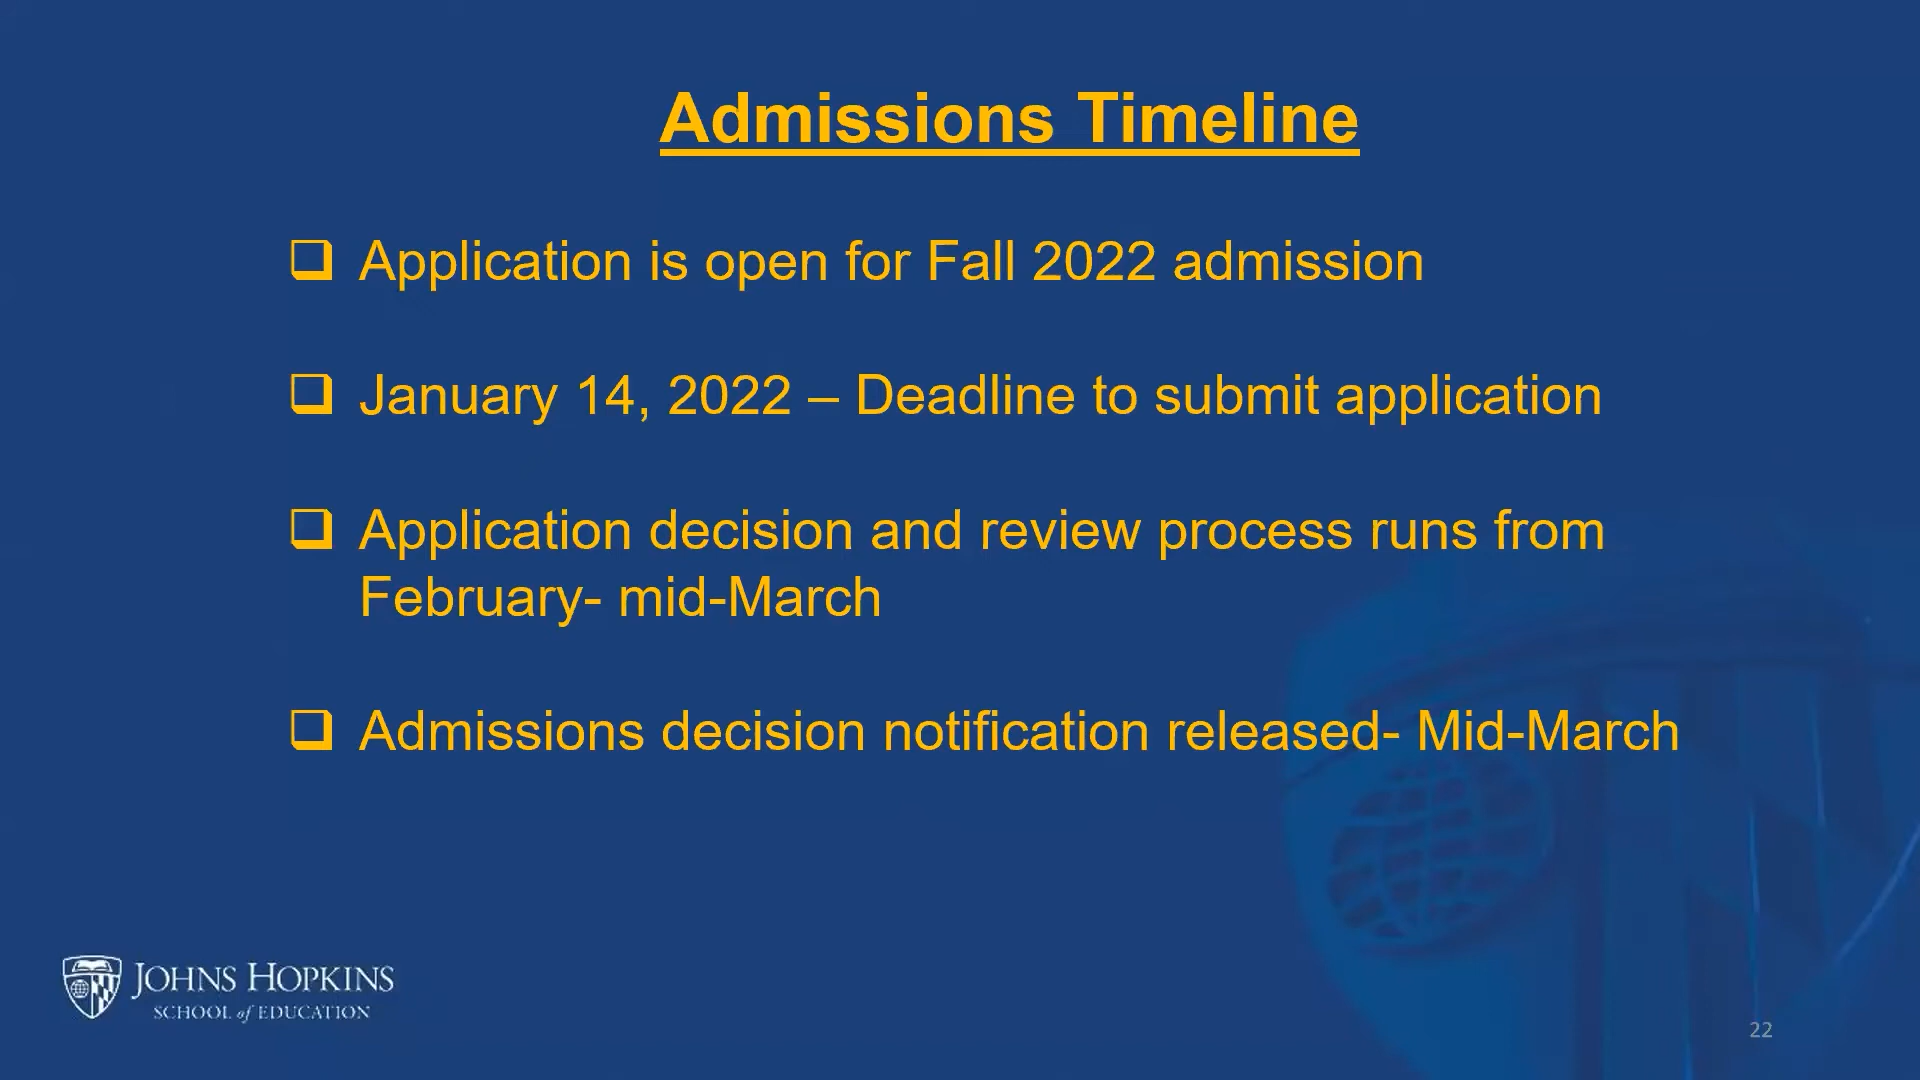 Admissions Timeline
Application is open for Fall 2022 admission
January 14, 2022 – Deadline to submit application
Application decision and review process runs from
February- mid-March
Admissions decision notification released- Mid-March
JOHNS HOPKINS
SCHOOL of EDUCATION
22